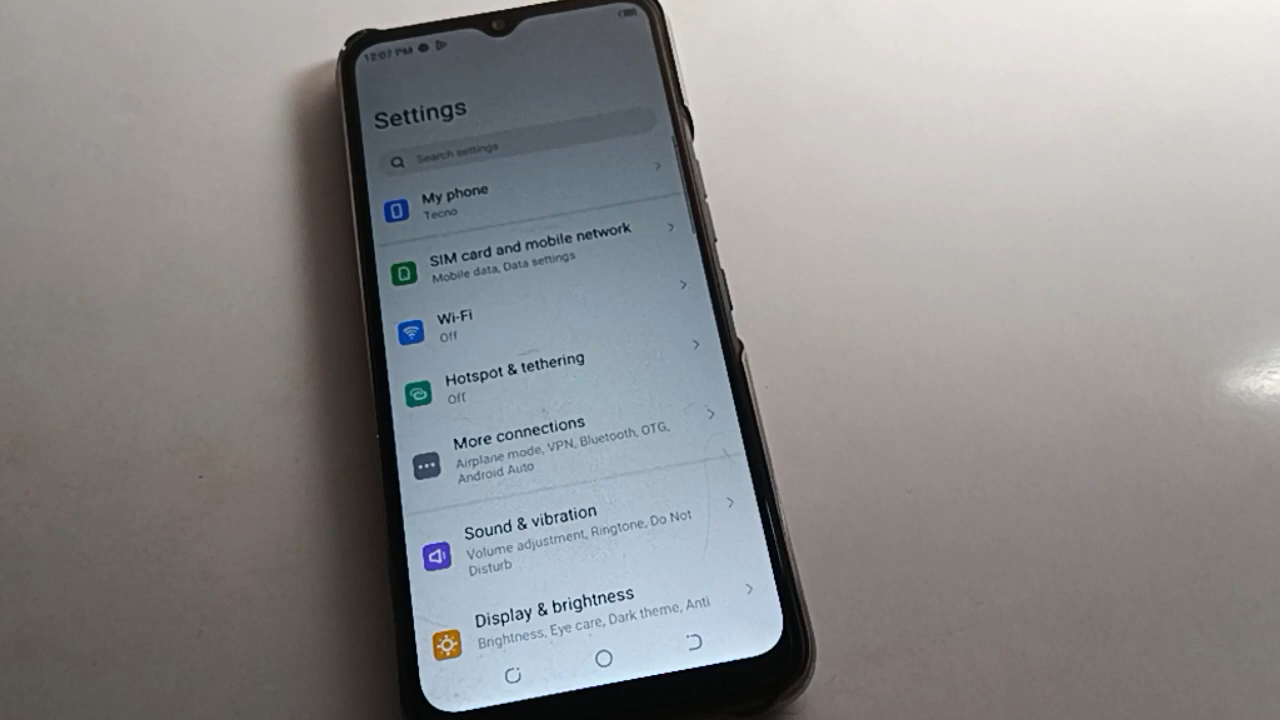 12:07 PM
Settings
Search settings
My phone
Tecno
SIM card and mobile network
Mobile data, Data settings
Wi-Fi
Off
Hotspot & tethering
Off
More connections
Airplane mode, VPN, Bluetooth, OTG,
Android Auto
Sound & vibration
Volume adjustment, Ringtone, Do Not
Disturb
Display & brightness
Brightness, Eye care, Dark theme, Anti